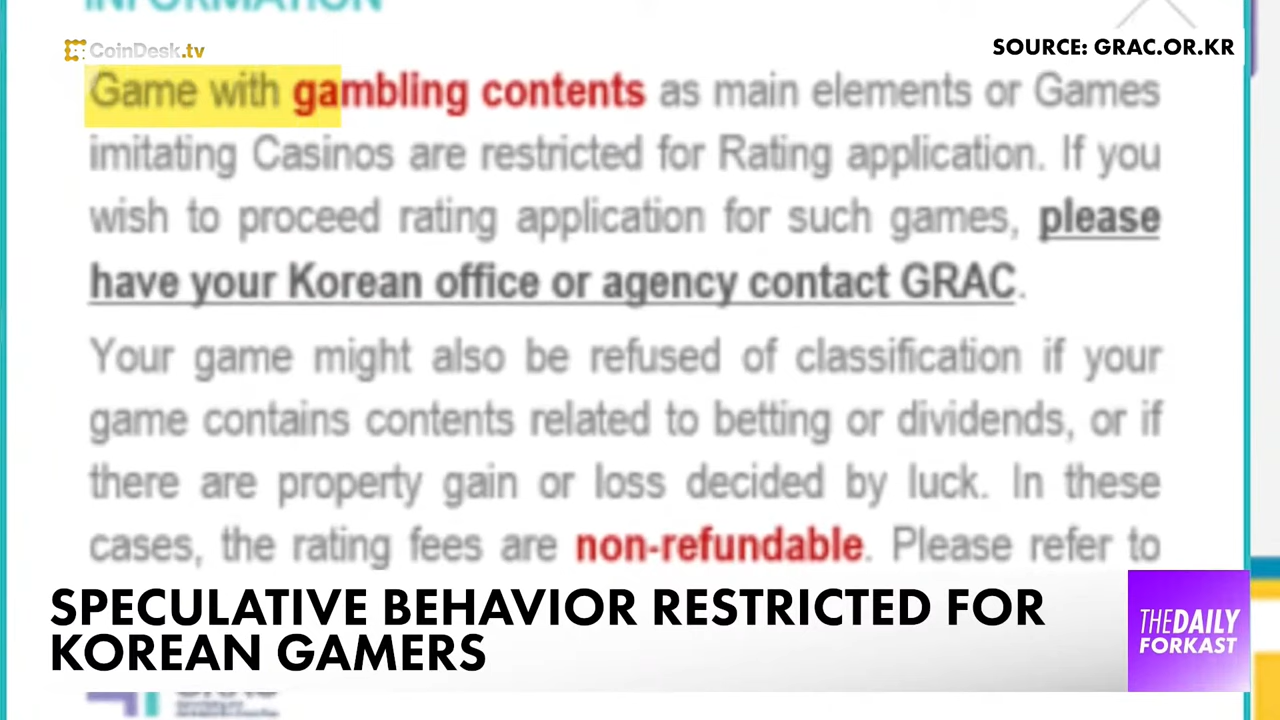 INFORMATION
CoinDesk.tv
SOURCE: GRAC.OR.KR
Game with gambling contents as main elements or Games
imitating Casinos are restricted for Rating application. If you
wish to proceed rating application for such games, please
have your Korean office or agency contact GRAC.
Your game might also be refused of classification if your
game contains contents related to betting or dividends, or if
there are property gain or loss decided by luck. In these
cases, the rating fees are non-refundable. Please refer to
SPECULATIVE BEHAVIOR RESTRICTED FOR
KOREAN GAMERS
THE DAILY
FORKAST